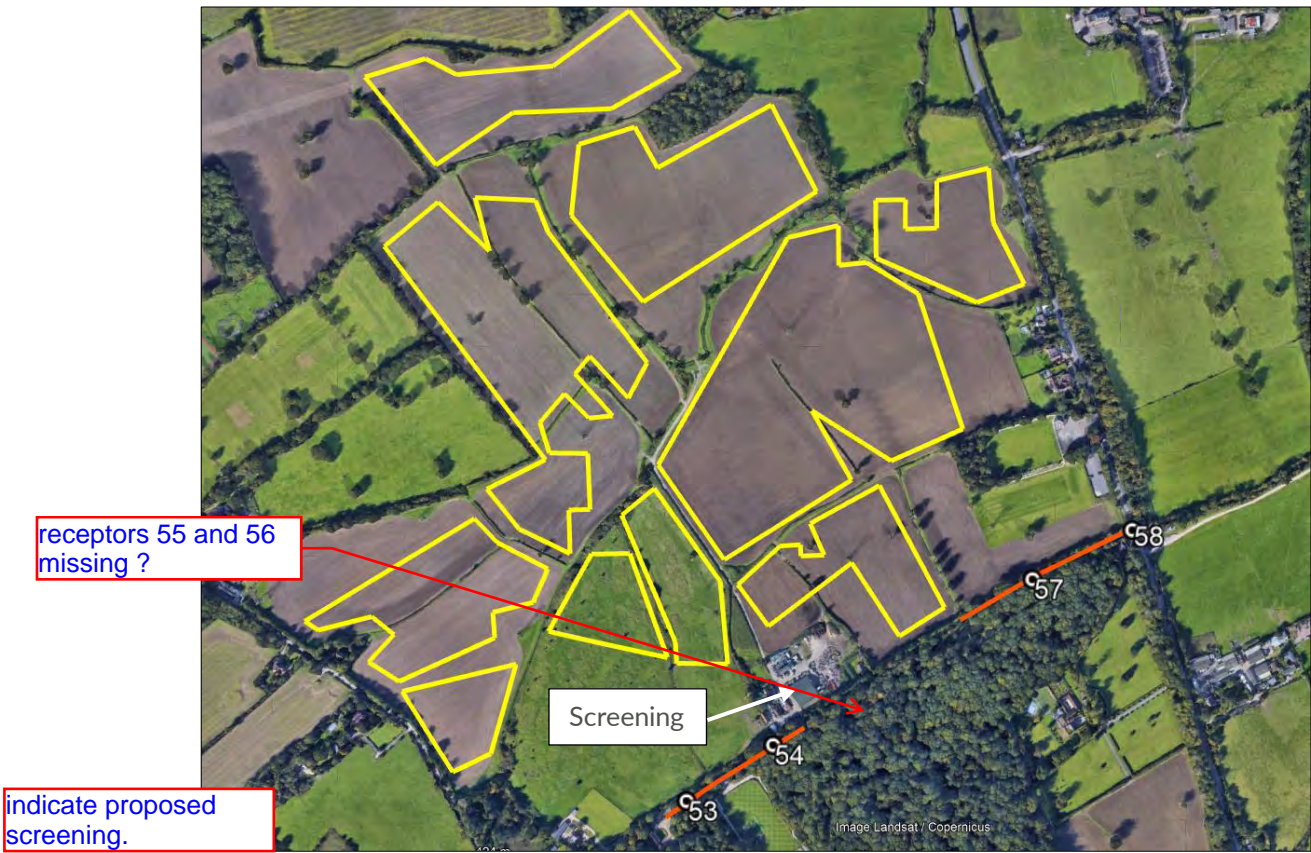 receptors 55 and 56
missing ?
58
57
Screening
54
53
indicate proposed
screening.
Image Landsat / Copernicus